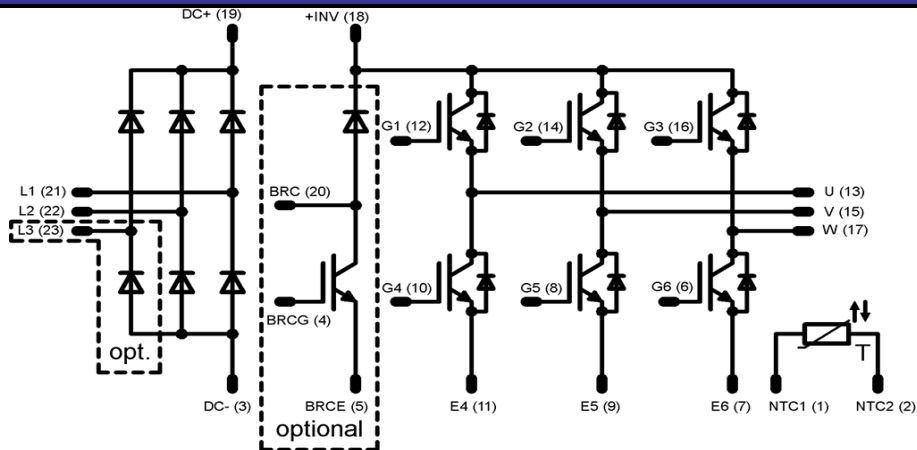 DC+ (19)
+INV (18)
G1 (12)
G2 (14)
G3 (16)
L1 (21)
BRC (20)
U (13)
L2 (22)
V (15)
L3 (23)
W (17)
G4 (10)
G5 (8)
G6 (6)
BRCG (4)
opt.
T
DC- (3)
BRCE (5)
E4 (11)
E5 (9)
E6 (7)
NTC1 (1)
NTC2 (2)
optional